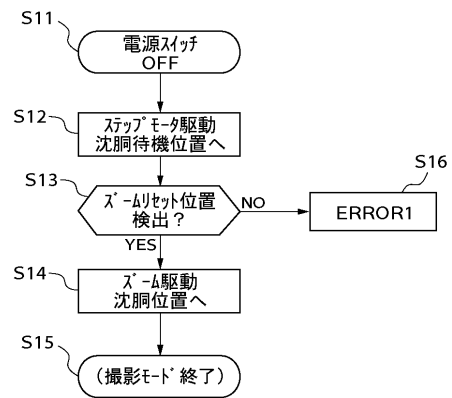 S11
電源スイッチ
OFF
S12
ｽﾃｯﾌﾟﾓｰﾀ駆動
沈胴待機位置へ
S13
ｽﾞｰﾑﾘｾｯﾄ位置
検出？
NO
S16
ERROR1
YES
S14
ｽﾞｰﾑ駆動
沈胴位置へ
S15
（撮影ﾓｰﾄﾞ終了）